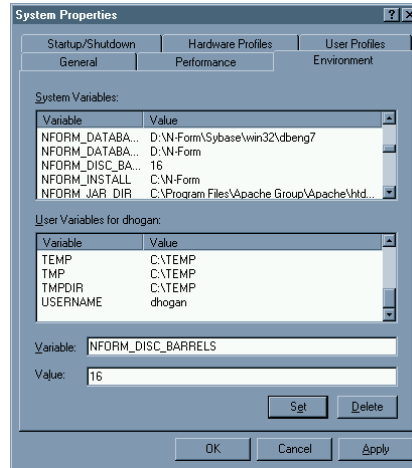 System Properties
Startup/Shutdown Hardware Profiles User Profiles
General Performance Environment
System Variables:
Variable Value
NFORM_DATABA... D:\N-Form\Sybase\win32\dbeng7
NFORM_DATABA... D:\N-Form
NFORM_DISC_BA... 16
NFORM_INSTALL C:\N-Form
NFORM_JAR_DIR C:\Program Files\Apache Group\Apache\htd...
User Variables for dhogan:
Variable Value
TEMP C:\TEMP
TMP C:\TEMP
TMPDIR C:\TEMP
USERNAME dhogan
Variable: NFORM_DISC_BARRELS
Value: 16
Set Delete
OK Cancel Apply